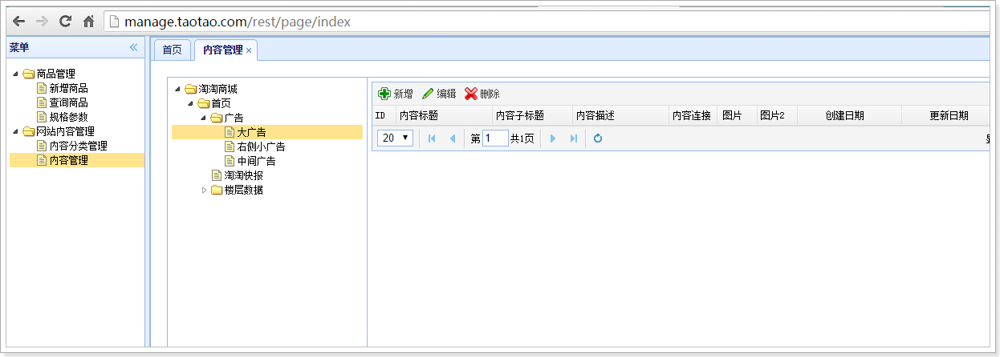 manage.taotao.com/rest/page/index
菜单
商品管理
新增商品
查询商品
规格参数
网站内容管理
内容分类管理
内容管理
首页 内容管理
淘淘商城
首页
广告
大广告
右侧小广告
中间广告
淘淘快报
楼层数据
新增 编辑 删除
ID 内容标题 内容子标题 内容描述 内容连接 图片 图片2 创建日期 更新日期
20 第 1 共1页